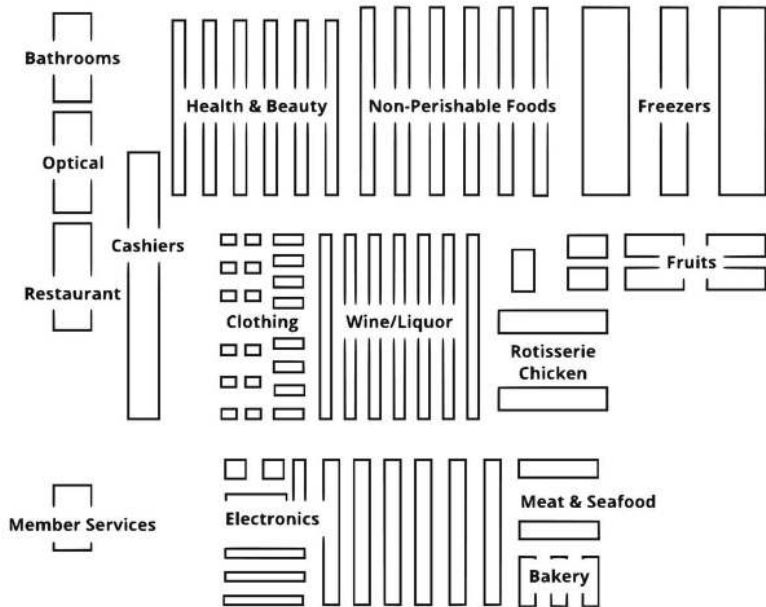 Bathrooms
Health & Beauty
Non-Perishable Foods
Freezers
Optical
Cashiers
Fruits
Restaurant
Clothing
Wine/Liquor
Rotisserie
Chicken
Meat & Seafood
Member Services
Electronics
Bakery